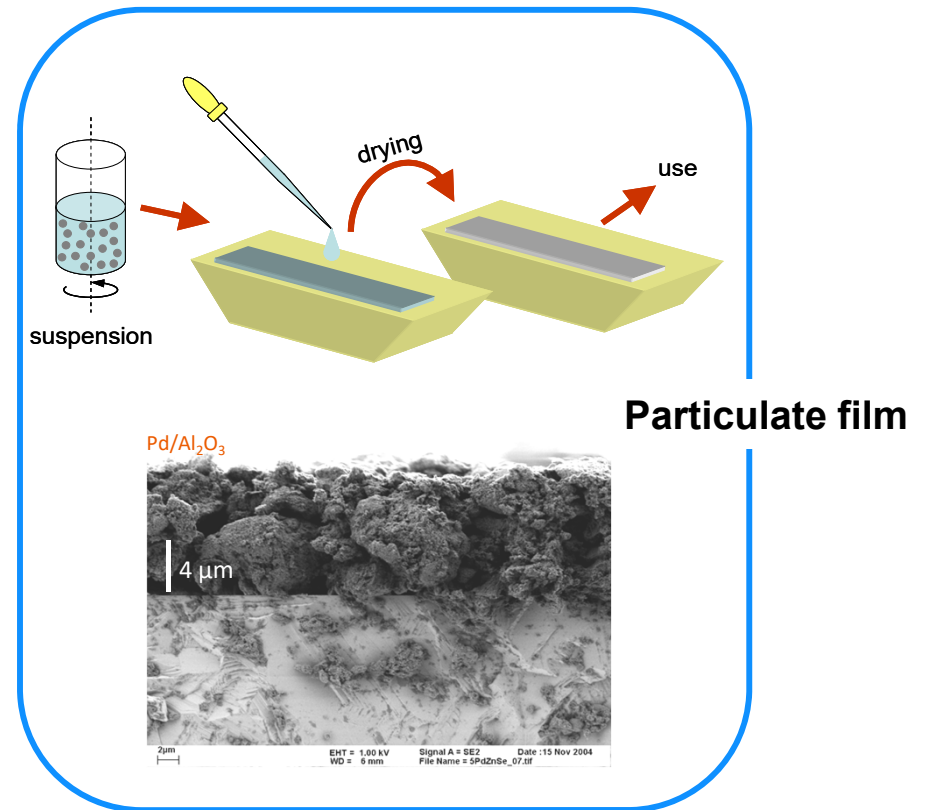 drying
use
suspension
Particulate film
Pd/Al₂O₃
4 μm
2μm
EHT = 1.00 kV
WD = 6 mm
Signal A = SE2
File Name = 5PdZnSe_07.tif
Date :15 Nov 2004